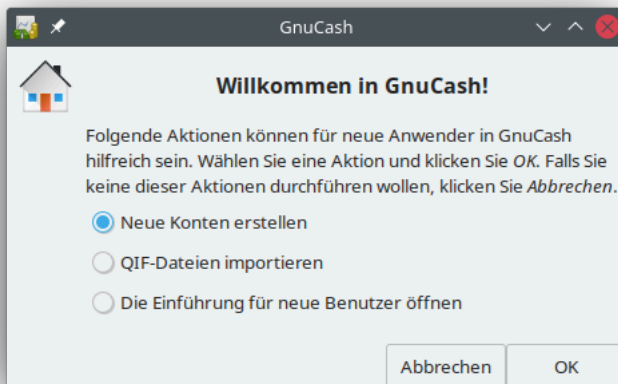 GnuCash
Willkommen in GnuCash!
Folgende Aktionen können für neue Anwender in GnuCash
hilfreich sein. Wählen Sie eine Aktion und klicken Sie OK. Falls Sie
keine dieser Aktionen durchführen wollen, klicken Sie Abbrechen.
Neue Konten erstellen
QIF-Dateien importieren
Die Einführung für neue Benutzer öffnen
Abbrechen OK